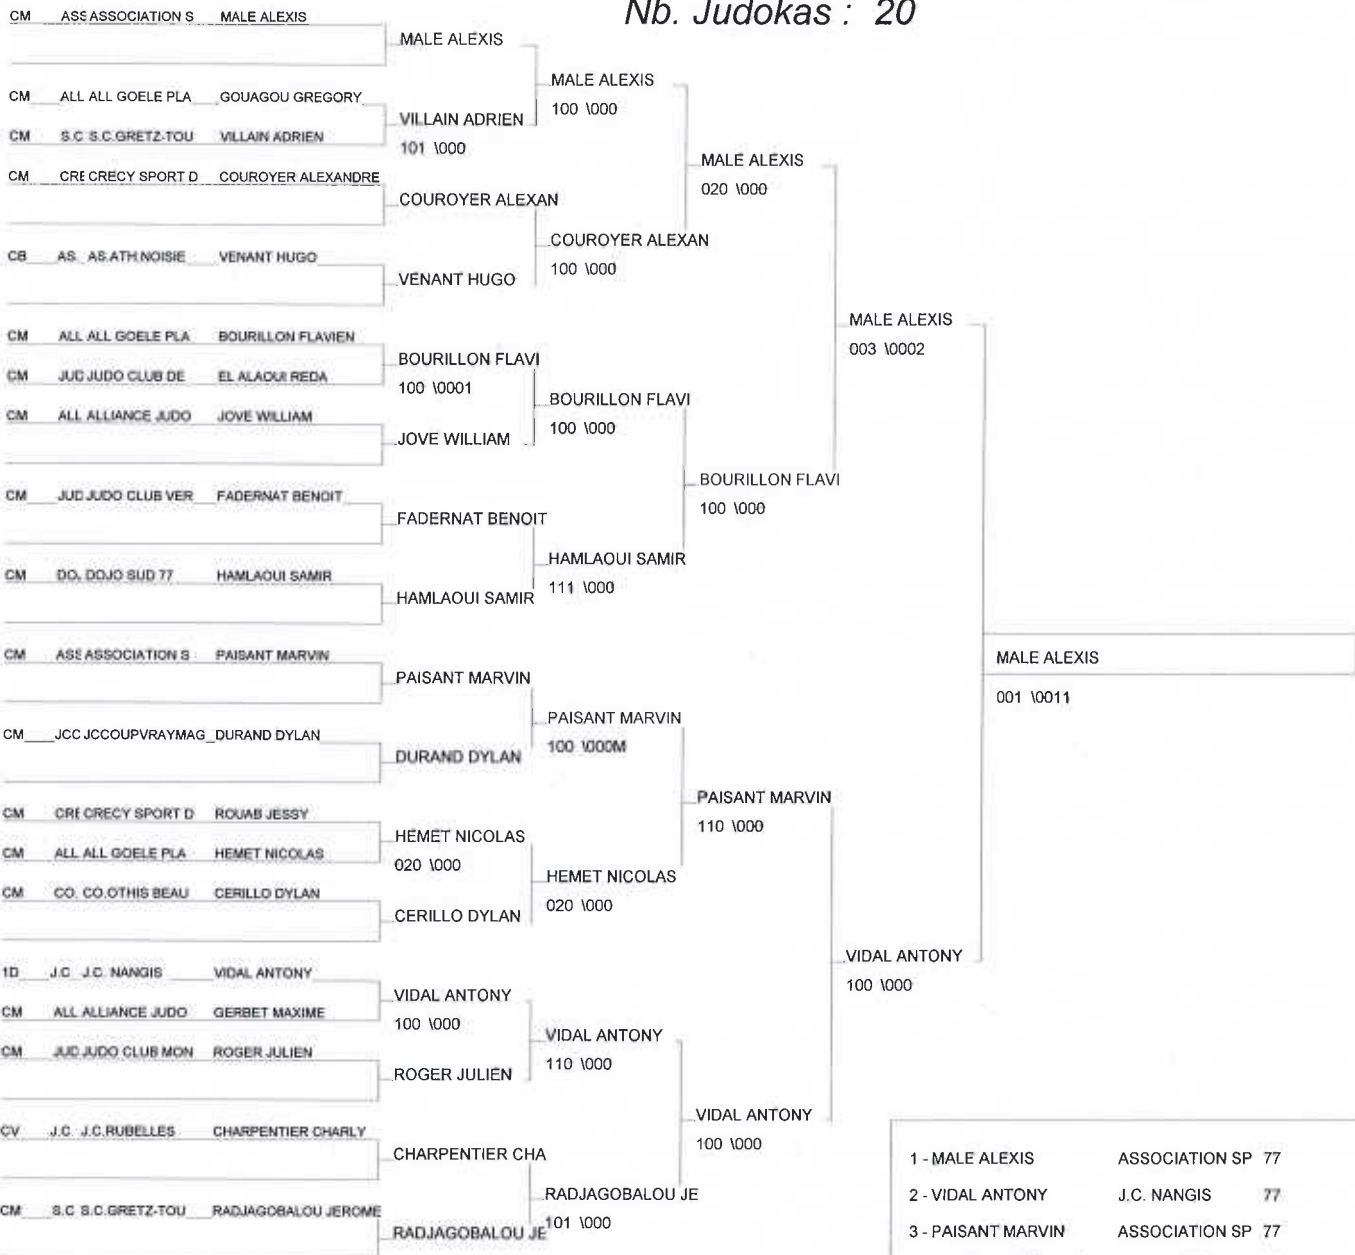 Nb. Judokas : 20
CM ASS ASSOCIATION S MALE ALEXIS
MALE ALEXIS
MALE ALEXIS
100 \000
CM ALL ALL GOELE PLA GOUAGOU GREGORY
VILLAIN ADRIEN
101 \000
CM S.C S.C.GRETZ-TOU VILLAIN ADRIEN
MALE ALEXIS
020 \000
CM CRE CRECY SPORT D COUROYER ALEXANDRE
COUROYER ALEXAN
COUROYER ALEXAN
100 \000
CB AS. AS.ATH.NOISIE VENANT HUGO
VENANT HUGO
MALE ALEXIS
003 \0002
CM ALL ALL GOELE PLA BOURILLON FLAVIEN
BOURILLON FLAVI
100 \0001
CM JUD JUDO CLUB DE EL ALAOUI REDA
BOURILLON FLAVI
100 \000
CM ALL ALLIANCE JUDO JOVE WILLIAM
JOVE WILLIAM
BOURILLON FLAVI
100 \000
CM JUD JUDO CLUB VER FADERNAT BENOIT
FADERNAT BENOIT
HAMLAOUI SAMIR
111 \000
CM DO. DOJO SUD 77 HAMLAOUI SAMIR
HAMLAOUI SAMIR
MALE ALEXIS
001 \0011
CM ASS ASSOCIATION S PAISANT MARVIN
PAISANT MARVIN
PAISANT MARVIN
100 \000M
CM JCC JCCOUPVRAYMAG DURAND DYLAN
DURAND DYLAN
PAISANT MARVIN
110 \000
CM CRE CRECY SPORT D ROUAB JESSY
HEMET NICOLAS
020 \000
CM ALL ALL GOELE PLA HEMET NICOLAS
HEMET NICOLAS
020 \000
CM CO. CO.OTHIS BEAU CERILLO DYLAN
CERILLO DYLAN
VIDAL ANTONY
100 \000
1D J.C J.C. NANGIS VIDAL ANTONY
VIDAL ANTONY
100 \000
CM ALL ALLIANCE JUDO GERBET MAXIME
VIDAL ANTONY
110 \000
CM JUD JUDO CLUB MON ROGER JULIEN
ROGER JULIEN
VIDAL ANTONY
100 \000
CV J.C J.C.RUBELLES CHARPENTIER CHARLY
CHARPENTIER CHA
RADJAGOBALOU JE
101 \000
CM S.C S.C.GRETZ-TOU RADJAGOBALOU JEROME
RADJAGOBALOU JE
1 - MALE ALEXIS ASSOCIATION SP 77
2 - VIDAL ANTONY J.C. NANGIS 77
3 - PAISANT MARVIN ASSOCIATION SP 77